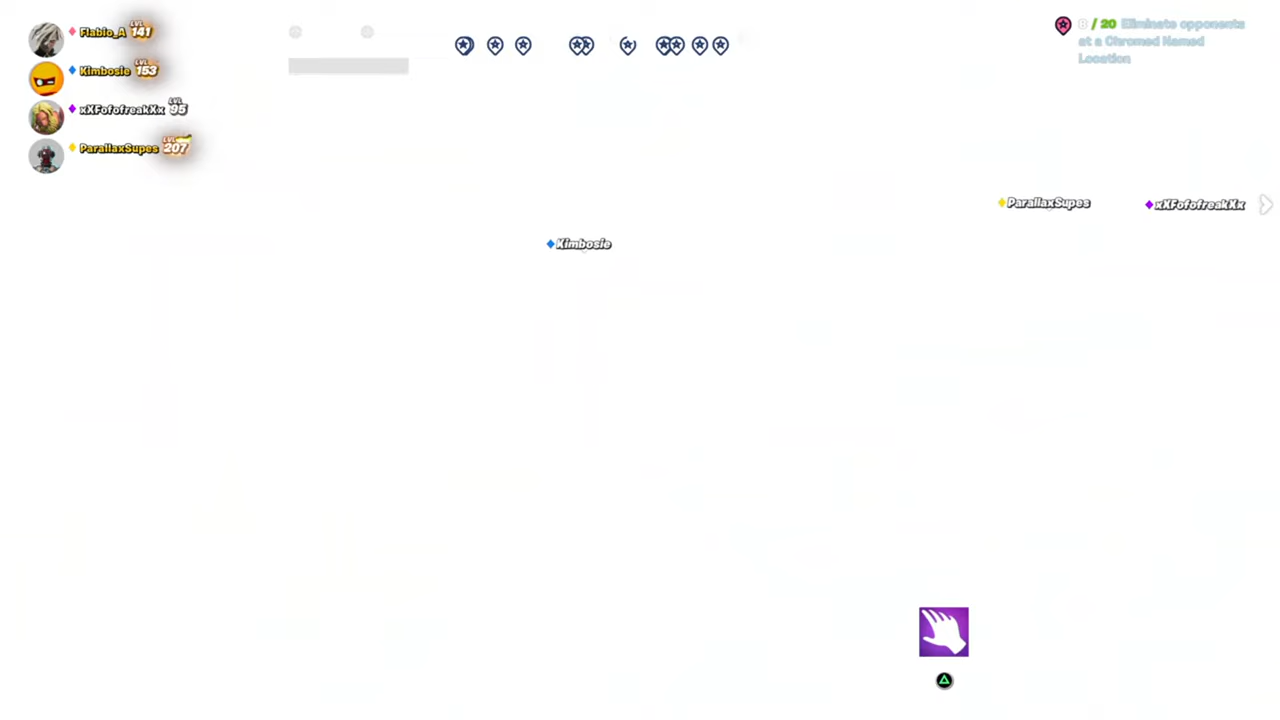 Flabio_A LVL 141
Kimbosie LVL 153
xXFofofreakXx LVL 95
ParallaxSupes LVL 207
8 / 20 Eliminate opponents
at a Chromed Named
Location
ParallaxSupes
xXFofofreakXx
Kimbosie